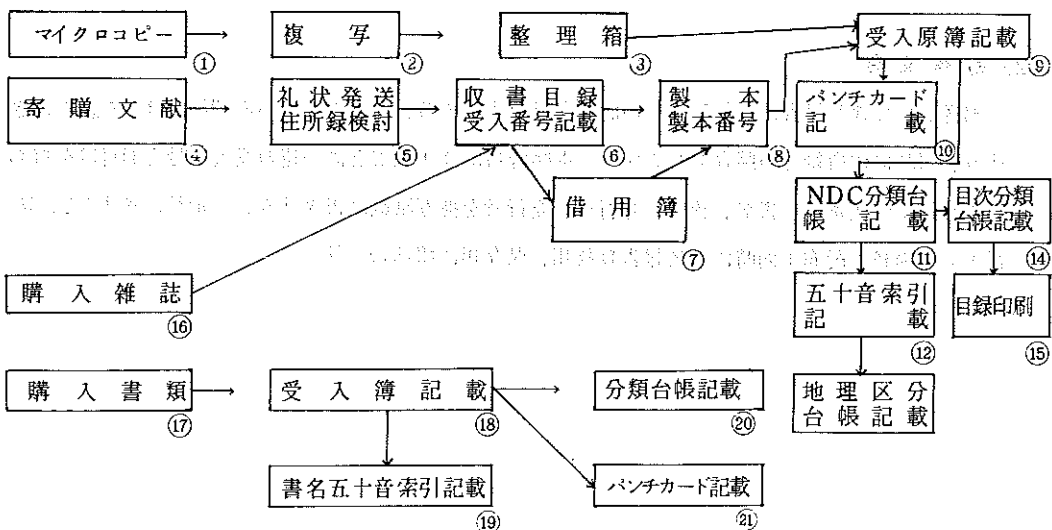 マイクロコピー
①
複写
②
整理箱
③
受入原簿記載
⑨
寄贈文献
④
礼状発送
住所録検討
⑤
収書目録
受入番号記載
⑥
製本
製本番号
⑧
パンチカード
記載
⑩
借用簿
⑦
NDC分類台
帳記載
⑪
目次分類
台帳記載
⑭
購入雑誌
⑯
五十音索引
記載
⑫
目録印刷
⑮
購入書類
⑰
受入簿記載
⑱
分類台帳記載
⑳
地理区分
台帳記載
書名五十音索引記載
⑲
パンチカード記載
㉑